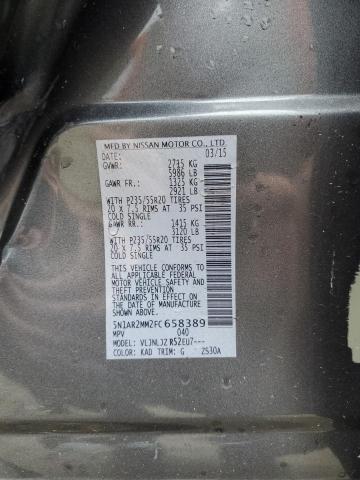 MFD BY NISSAN MOTOR CO., LTD.
DATE: 03/15
GVWR: 2715 KG
5986 LB
GAWR FR.: 1325 KG
2921 LB
WITH P235/55R20 TIRES
20 X 7.5 RIMS AT 35 PSI
COLD SINGLE
GAWR RR.: 1415 KG
3120 LB
WITH P235/55R20 TIRES
20 X 7.5 RIMS AT 35 PSI
COLD SINGLE
THIS VEHICLE CONFORMS TO
ALL APPLICABLE FEDERAL
MOTOR VEHICLE SAFETY,
AND THEFT PREVENTION
STANDARDS IN EFFECT ON
THE DATE OF MANUFACTURE
SHOWN ABOVE.
5N1AR2MM2FC658389
MPV 040
MODEL: VLJNLJZ RS2EU7---
COLOR: KAD TRIM: G ZS30A